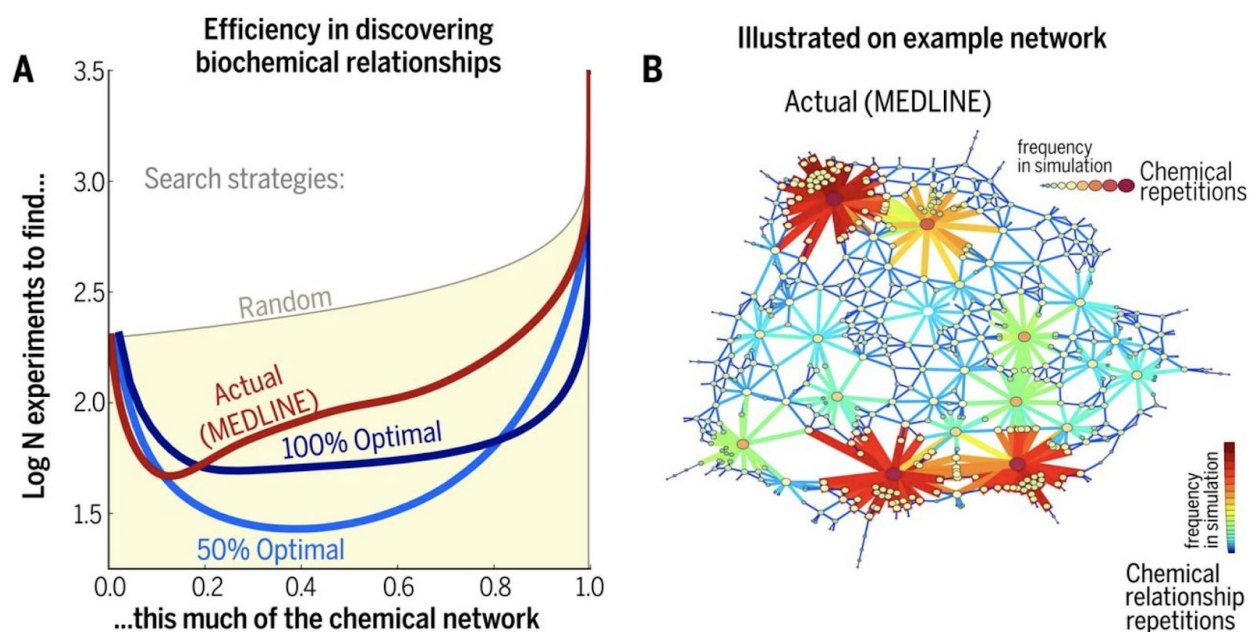 A
Efficiency in discovering
biochemical relationships
Log N experiments to find...
3.5
3.0
2.5
2.0
1.5
Search strategies:
Random
Actual
(MEDLINE)
100% Optimal
50% Optimal
0.0
0.2
0.4
0.6
0.8
1.0
...this much of the chemical network
B
Illustrated on example network
Actual (MEDLINE)
frequency
in simulation
Chemical
repetitions
frequency
in simulation
Chemical
relationship
repetitions